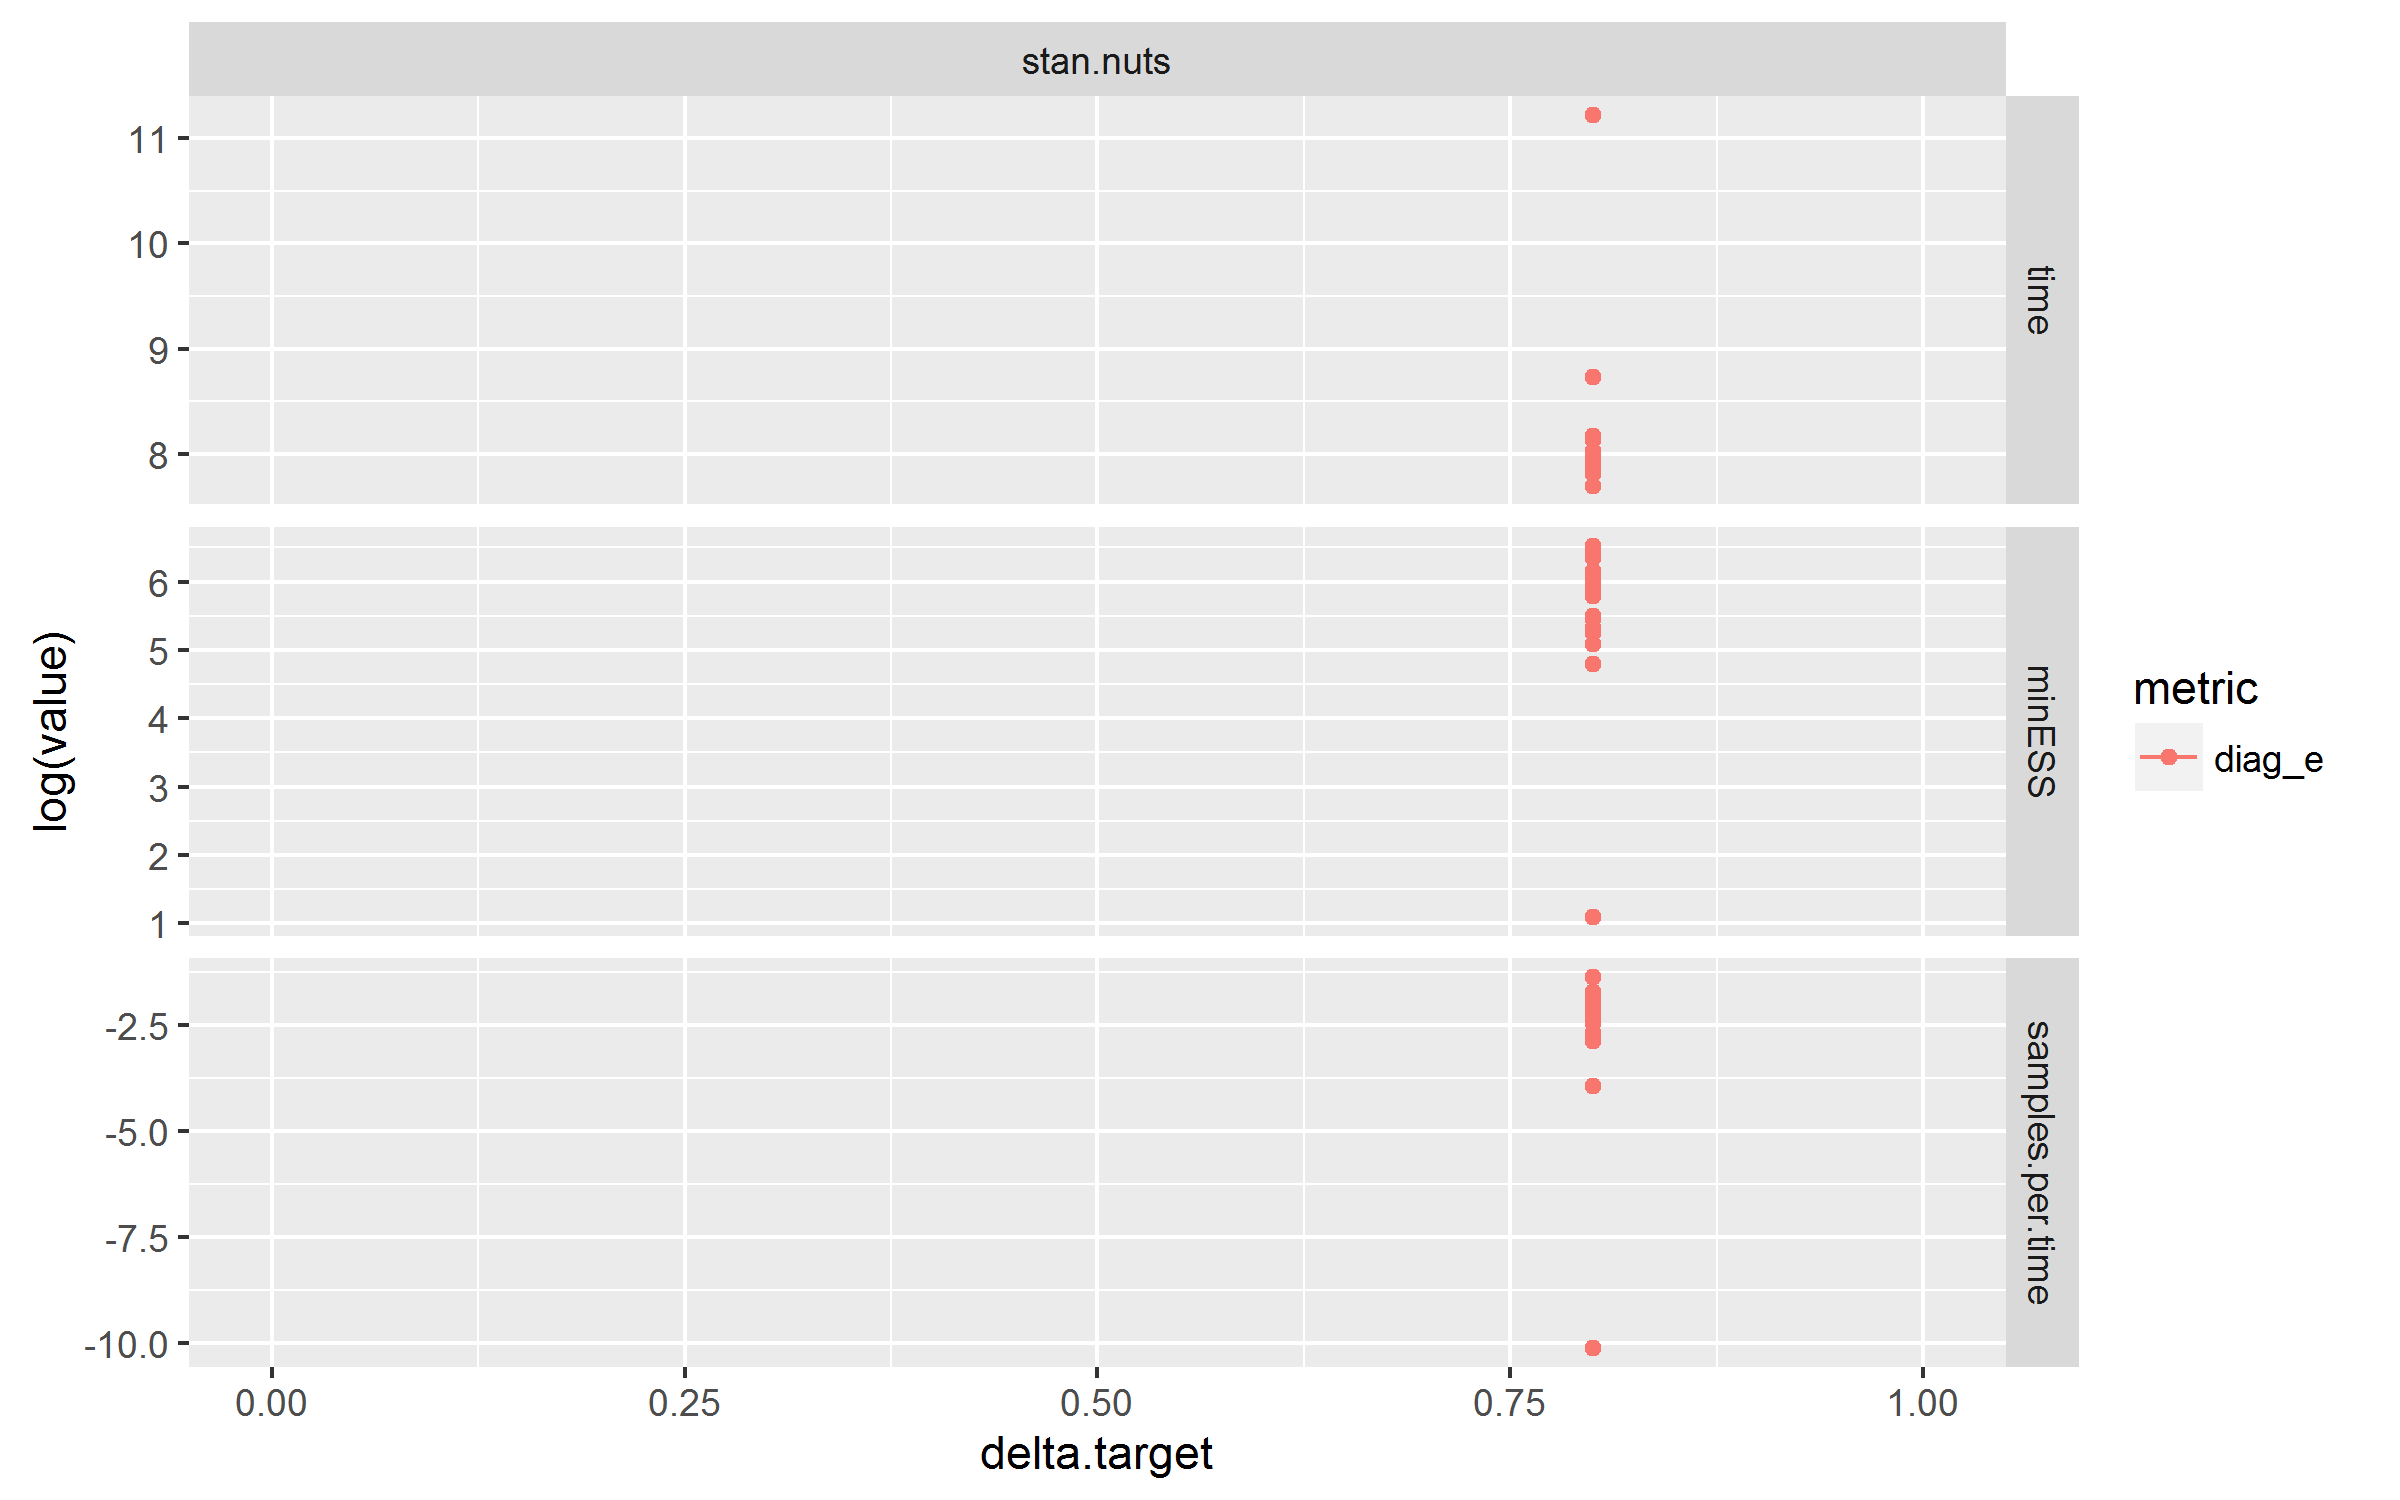 stan.nuts
11
10
9
8
time
6
5
4
3
2
1
minESS
-2.5
-5.0
-7.5
-10.0
samples.per.time
0.00 0.25 0.50 0.75 1.00
delta.target
log(value)
metric
diag_e